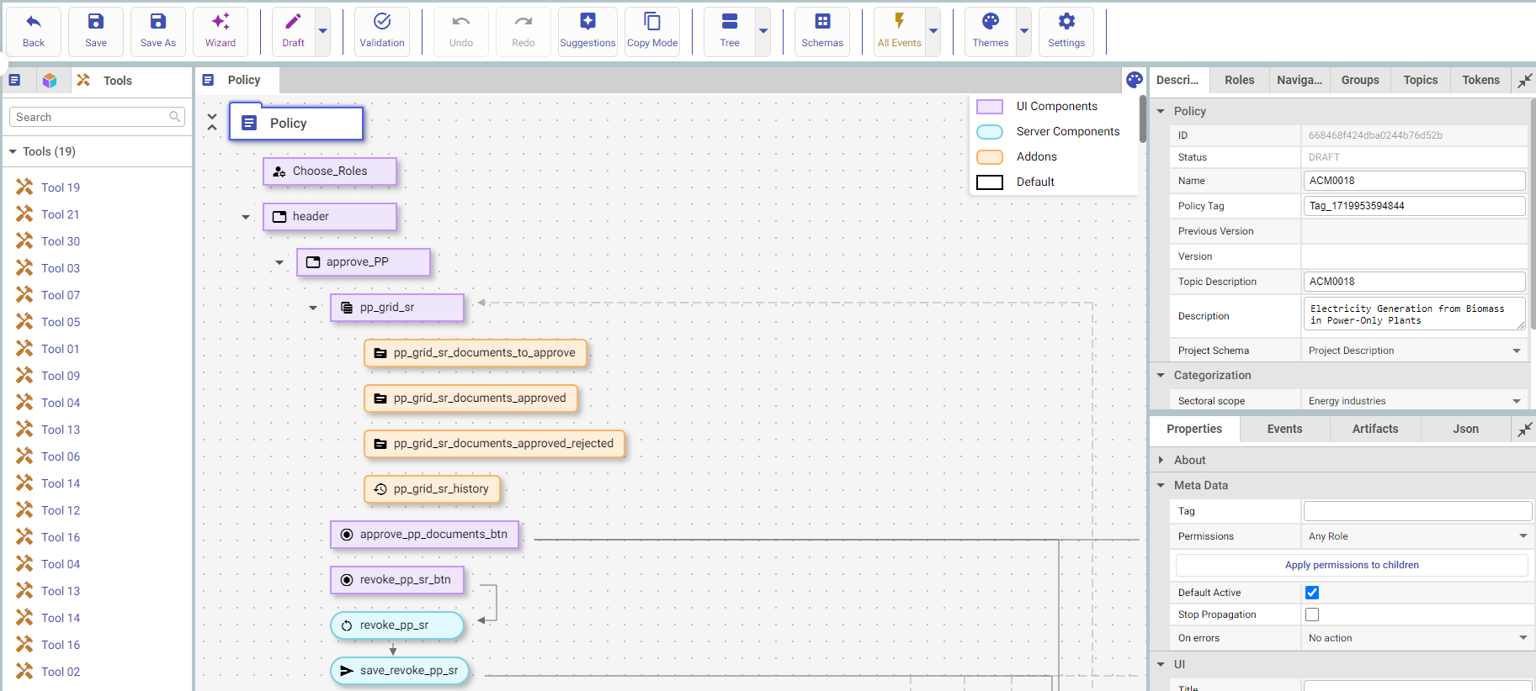 Back
Save
Save As
Wizard
Draft
Validation
Undo
Redo
Suggestions
Copy Mode
Tree
Schemas
All Events
Themes
Settings
Tools
Search
Tools (19)
Tool 19
Tool 21
Tool 30
Tool 03
Tool 07
Tool 05
Tool 01
Tool 09
Tool 04
Tool 13
Tool 06
Tool 14
Tool 12
Tool 16
Tool 04
Tool 13
Tool 14
Tool 16
Tool 02
Policy
Policy
Choose_Roles
header
approve_PP
pp_grid_sr
pp_grid_sr_documents_to_approve
pp_grid_sr_documents_approved
pp_grid_sr_documents_approved_rejected
pp_grid_sr_history
approve_pp_documents_btn
revoke_pp_sr_btn
revoke_pp_sr
save_revoke_pp_sr
UI Components
Server Components
Addons
Default
Descri...
Roles
Naviga...
Groups
Topics
Tokens
Policy
ID 668468f424dba0244b76d52b
Status DRAFT
Name ACM0018
Policy Tag Tag_1719953594844
Previous Version
Version
Topic Description ACM0018
Description Electricity Generation from Biomass
in Power-Only Plants
Project Schema Project Description
Categorization
Sectoral scope Energy industries
Properties
Events
Artifacts
Json
About
Meta Data
Tag
Permissions Any Role
Apply permissions to children
Default Active
Stop Propagation
On errors No action
UI
Title